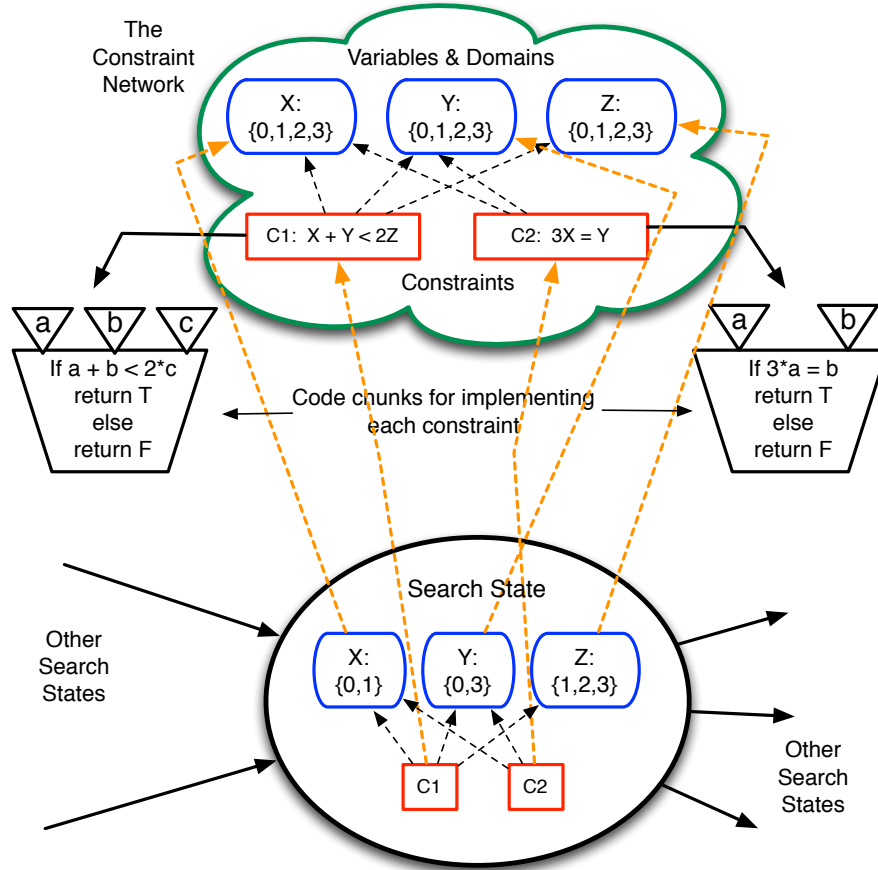 The
Constraint
Network
Variables & Domains
X:
{0,1,2,3}
Y:
{0,1,2,3}
Z:
{0,1,2,3}
C1: X + Y < 2Z
C2: 3X = Y
Constraints
a
b
c
If a + b < 2*c
return T
else
return F
a
b
If 3*a = b
return T
else
return F
Code chunks for implementing
each constraint
Search State
Other
Search
States
X:
{0,1}
Y:
{0,3}
Z:
{1,2,3}
C1
C2
Other
Search
States